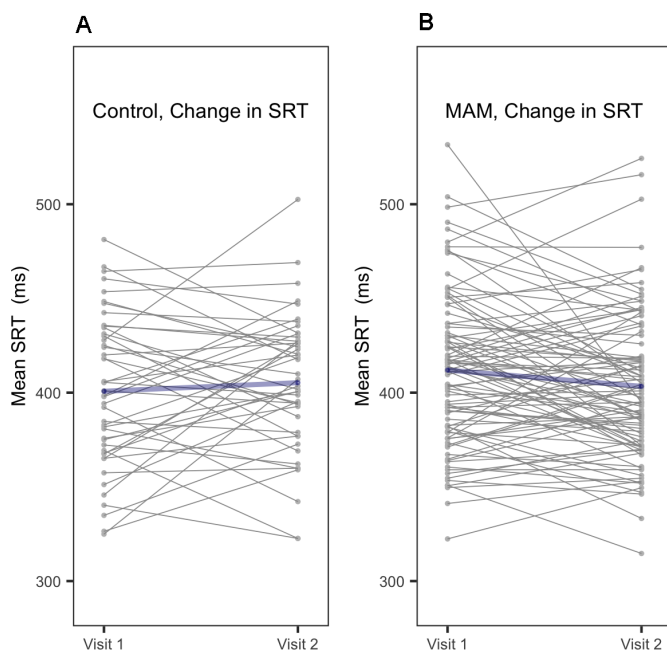 A
Control, Change in SRT
Mean SRT (ms)
500
400
300
Visit 1
Visit 2
B
MAM, Change in SRT
Mean SRT (ms)
500
400
300
Visit 1
Visit 2